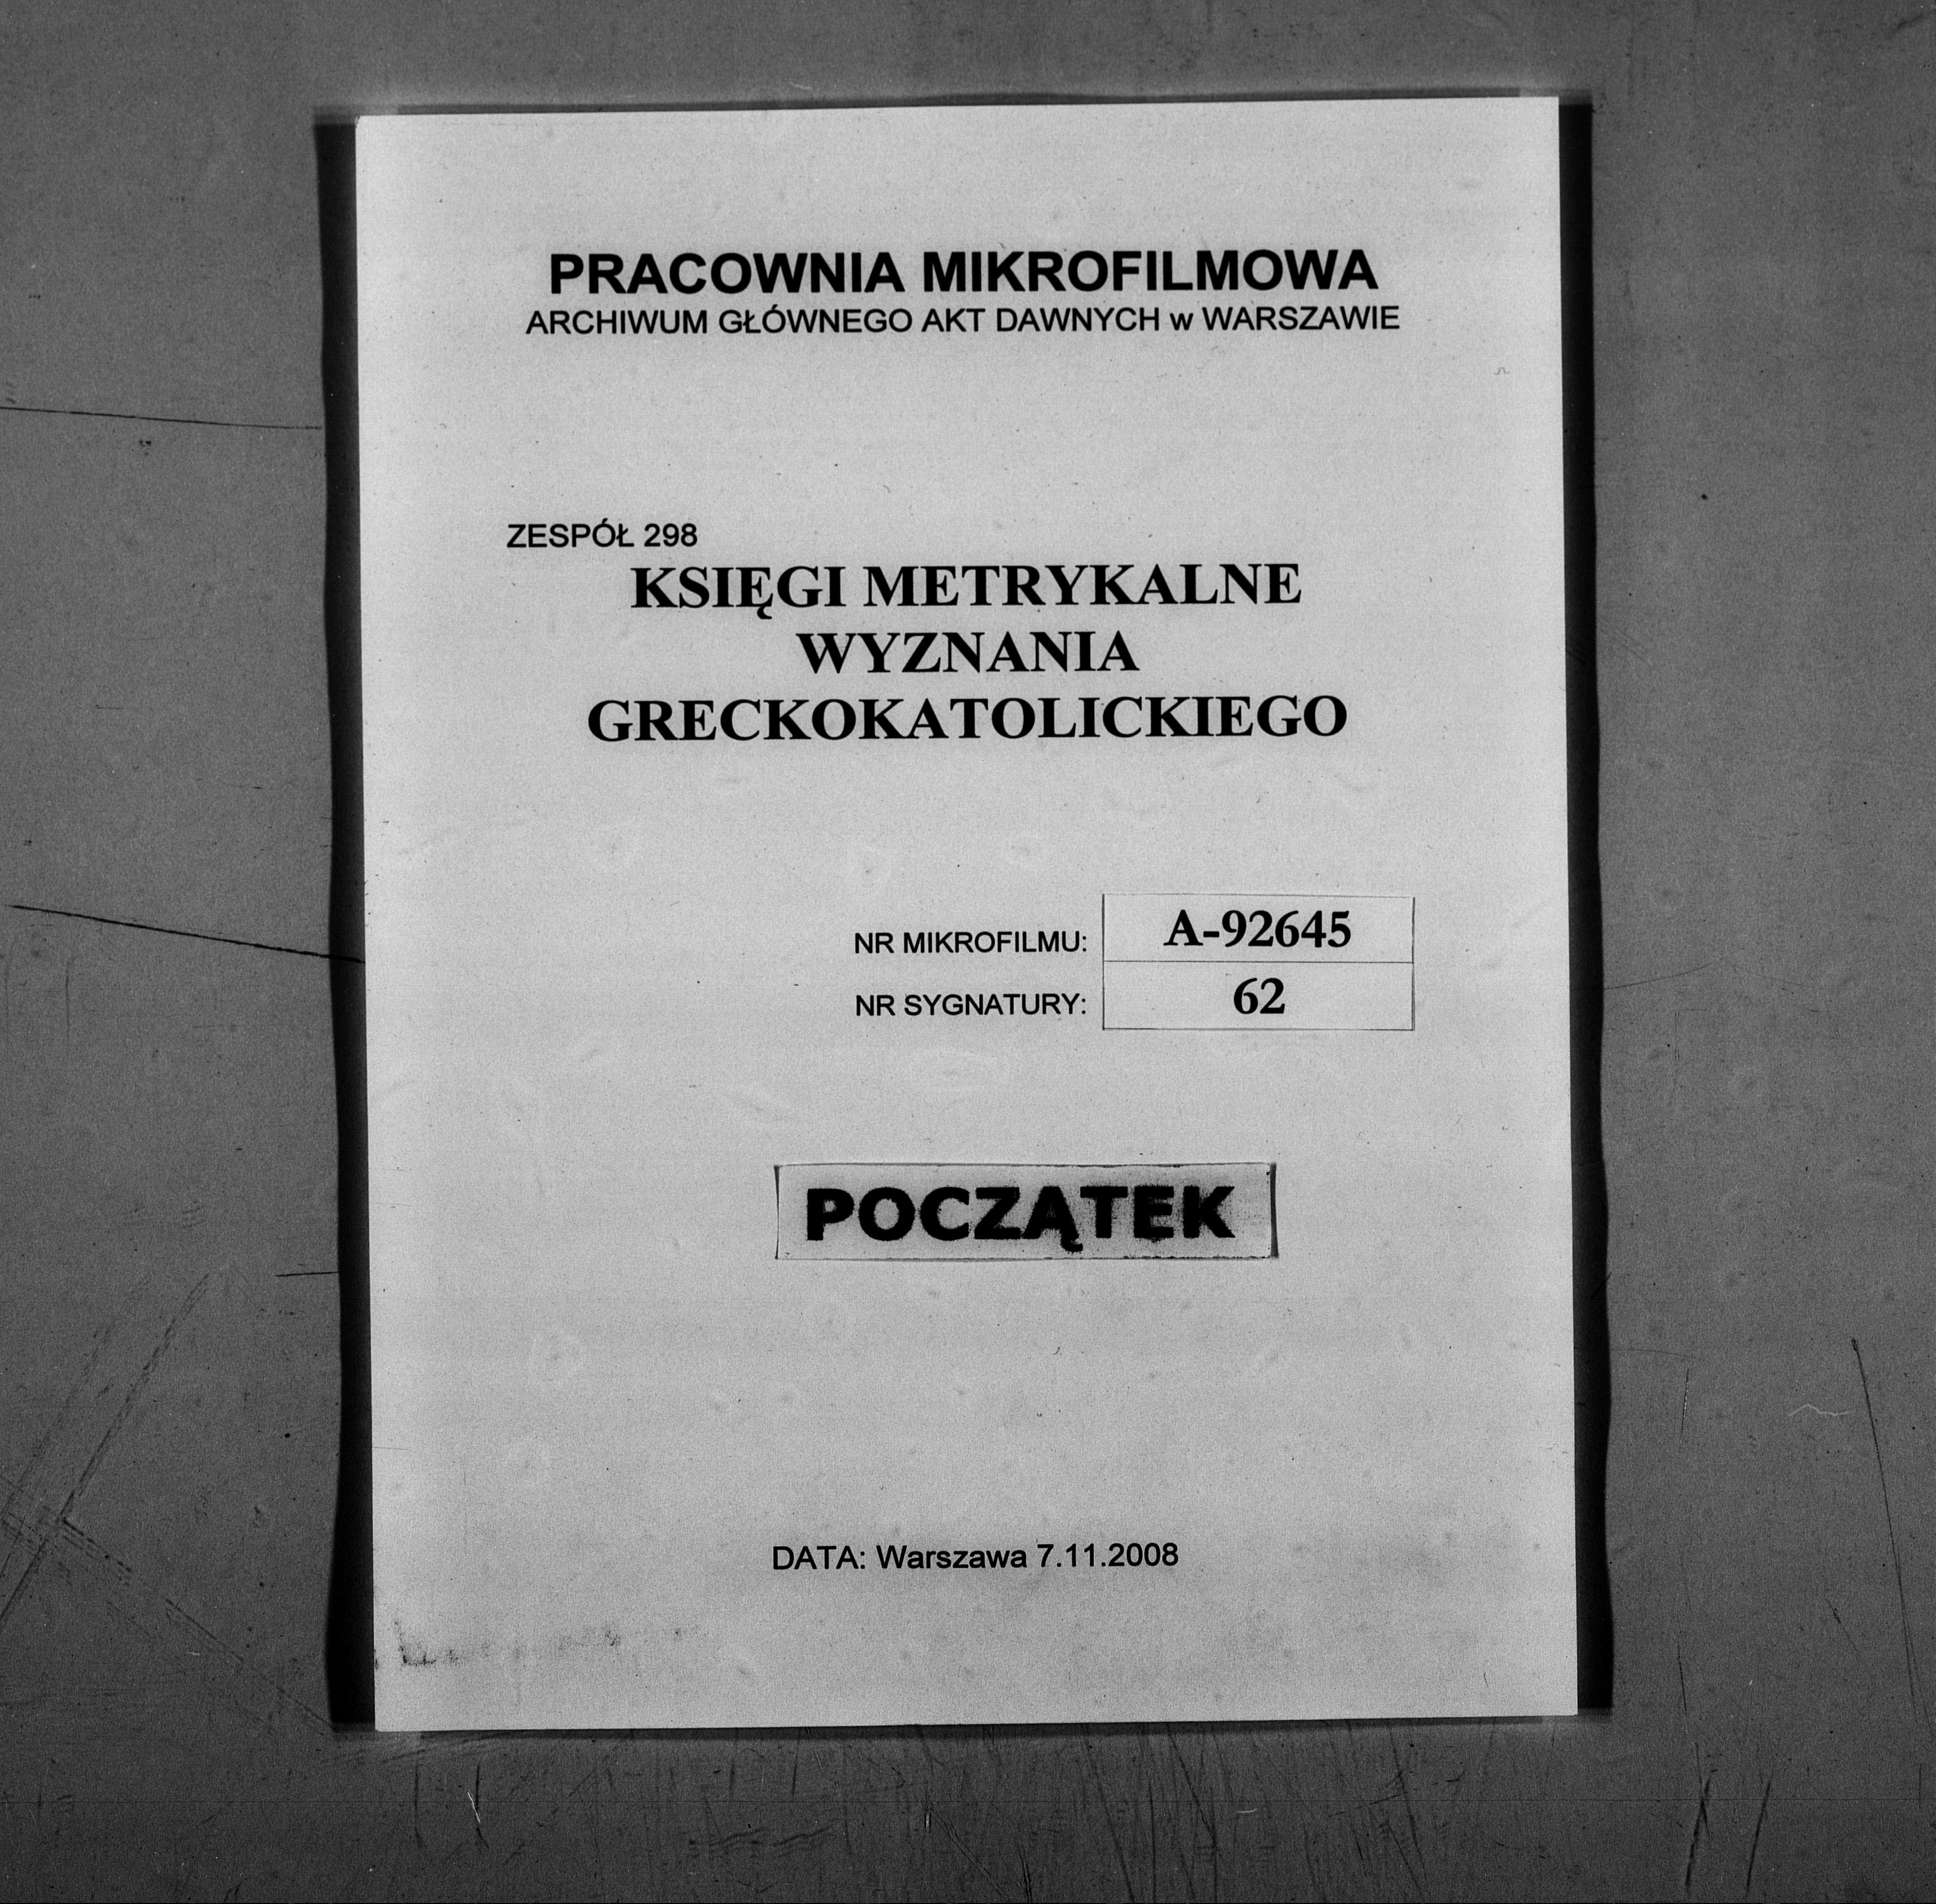 PRACOWNIA MIKROFILMOWA
ARCHIWUM GŁÓWNEGO AKT DAWNYCH w WARSZAWIE
ZESPÓŁ 298
KSIĘGI METRYKALNE
WYZNANIA
GRECKOKATOLICKIEGO
NR MIKROFILMU: A-92645
NR SYGNATURY: 62
POCZĄTEK
DATA: Warszawa 7.11.2008